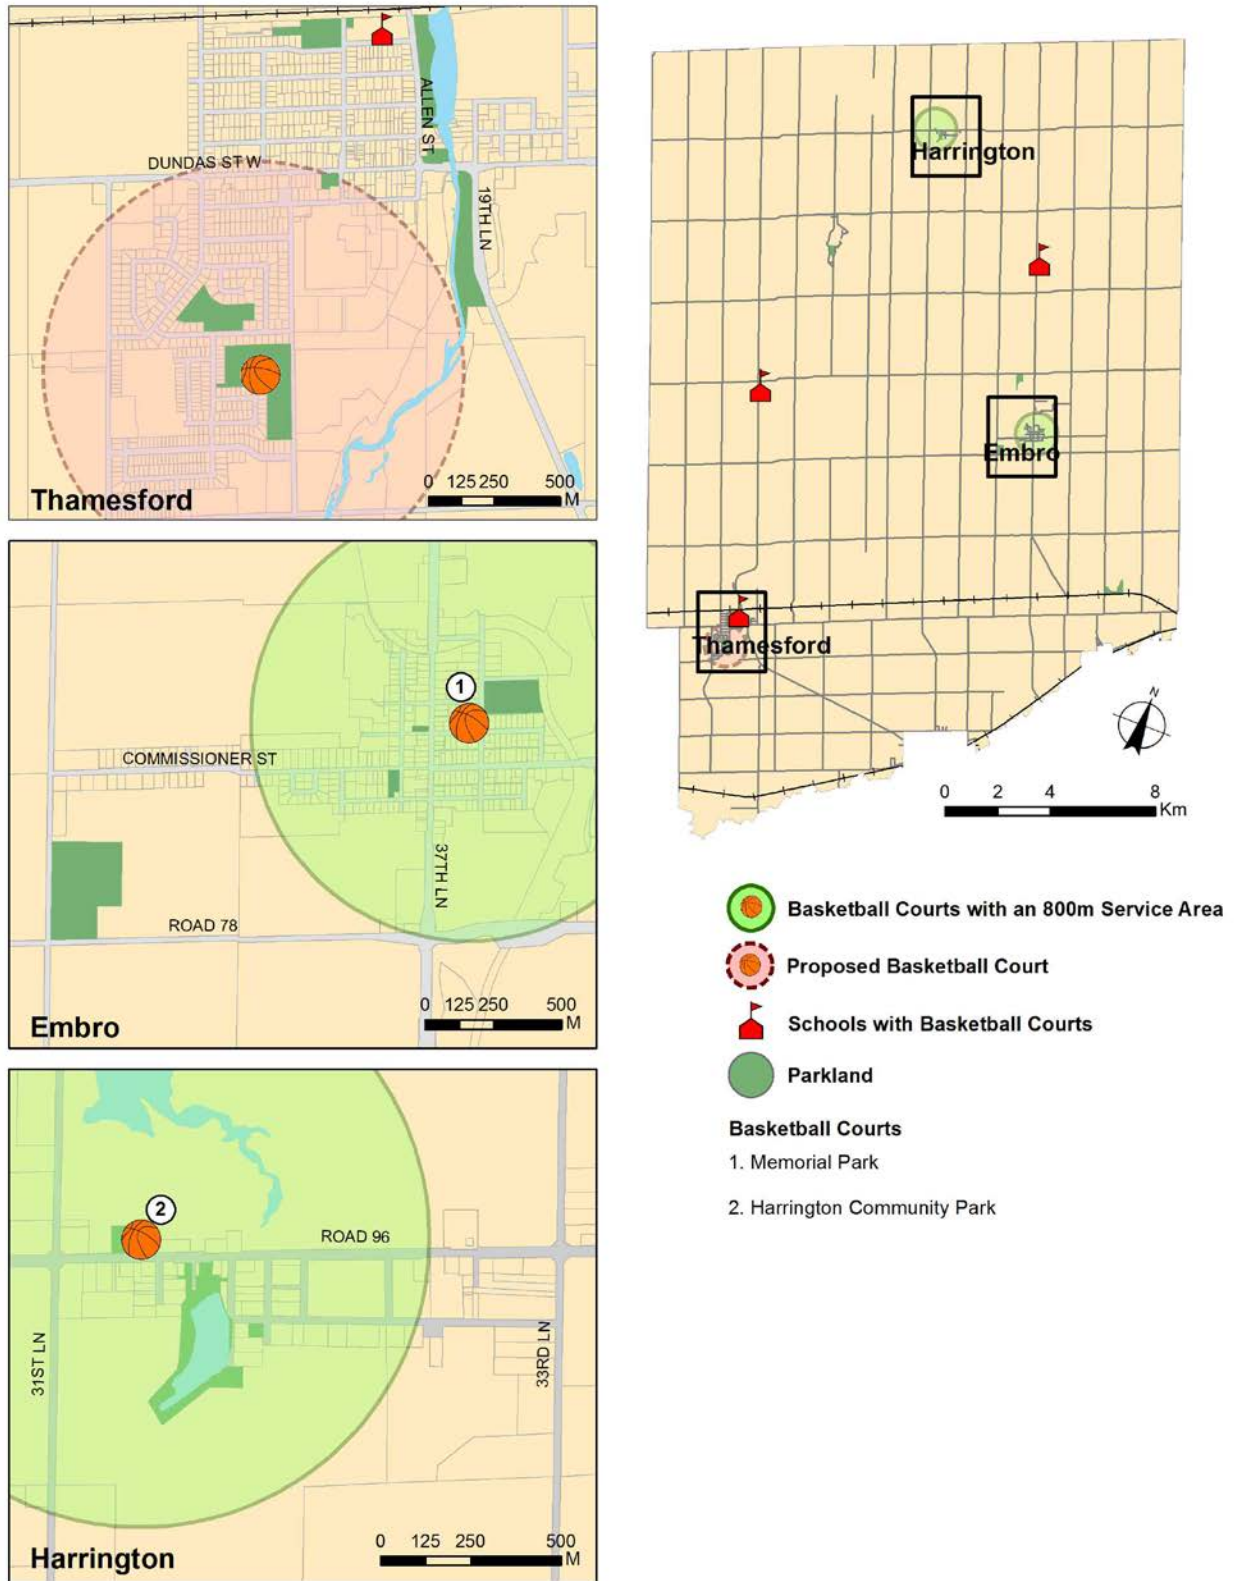 DUNDAS ST W
ALLEN ST
19TH LN
0 125 250 500
M
Thamesford
1
COMMISSIONER ST
37TH LN
ROAD 78
0 125 250 500
M
Embro
2
ROAD 96
31ST LN
33RD LN
0 125 250 500
M
Harrington
Harrington
Embro
Thamesford
N
0 2 4 8
Km
Basketball Courts with an 800m Service Area
Proposed Basketball Court
Schools with Basketball Courts
Parkland
Basketball Courts
1. Memorial Park
2. Harrington Community Park